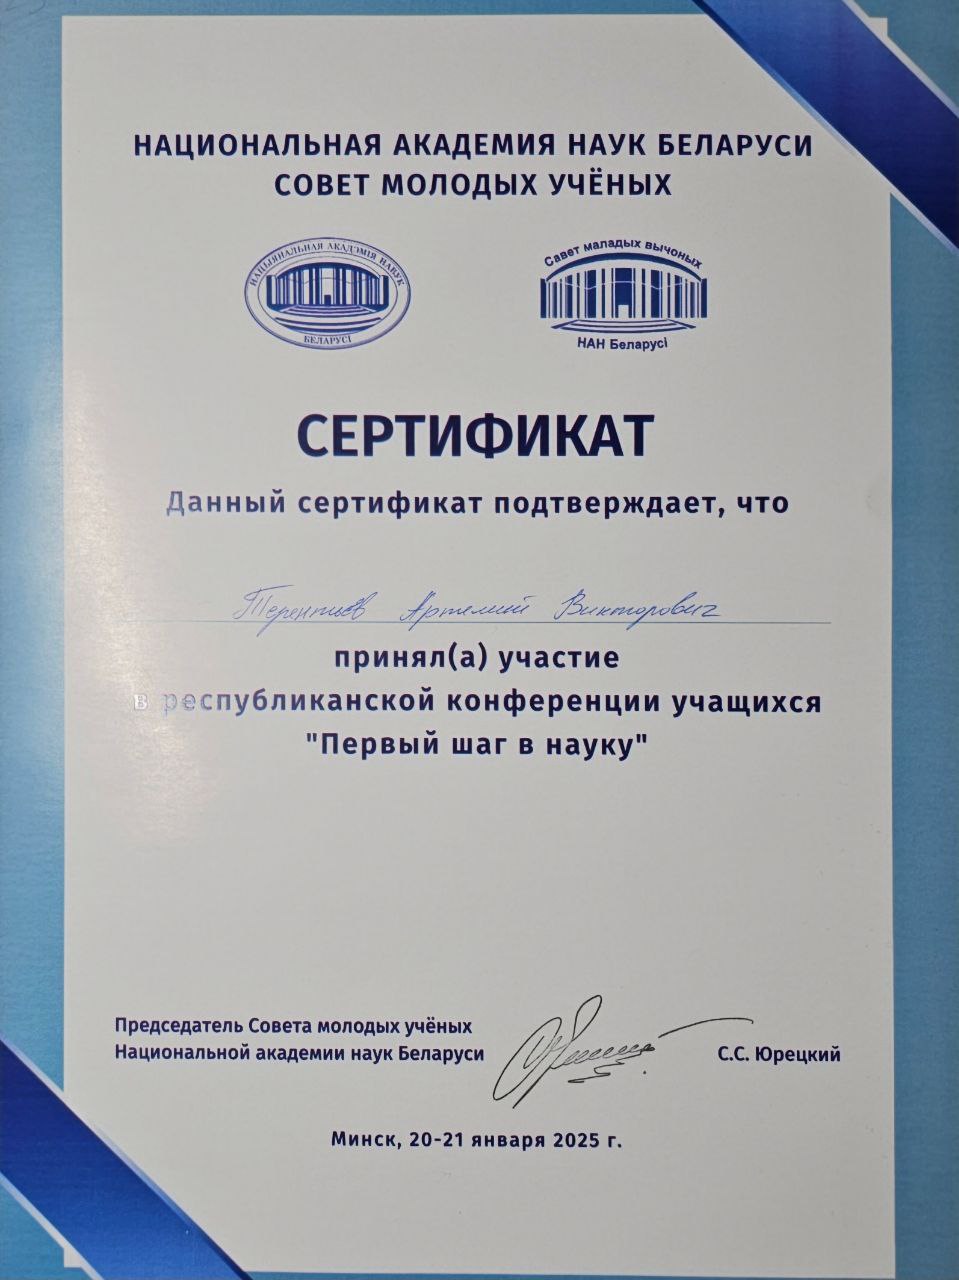 НАЦИОНАЛЬНАЯ АКАДЕМИЯ НАУК БЕЛАРУСИ
СОВЕТ МОЛОДЫХ УЧЁНЫХ
НАЦЫЯНАЛЬНАЯ АКАДЭМІЯ НАВУК
БЕЛАРУСІ
Савет маладых вычоных
НАН Беларусі
СЕРТИФИКАТ
Данный сертификат подтверждает, что
Терентьев Артемий Викторович
принял(а) участие
в республиканской конференции учащихся
"Первый шаг в науку"
Председатель Совета молодых учёных
Национальной академии наук Беларуси
С.С. Юрецкий
Минск, 20-21 января 2025 г.